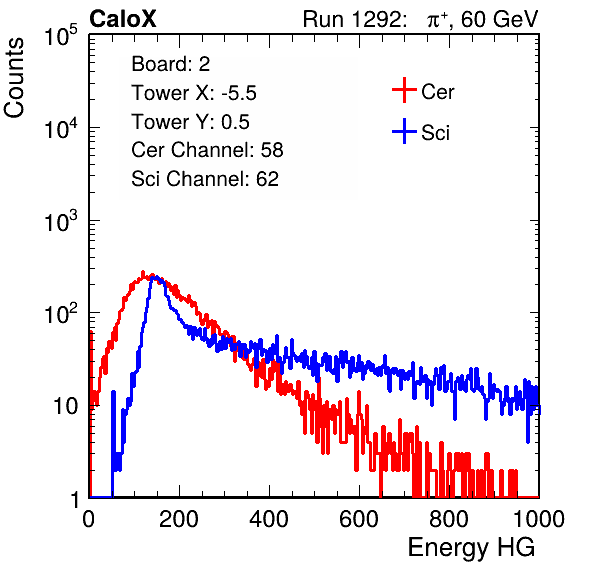 CaloX Run 1292: π⁺, 60 GeV
Counts
Board: 2
Tower X: -5.5
Tower Y: 0.5
Cer Channel: 58
Sci Channel: 62
Cer
Sci
10⁵
10⁴
10³
10²
10
1
0 200 400 600 800 1000
Energy HG